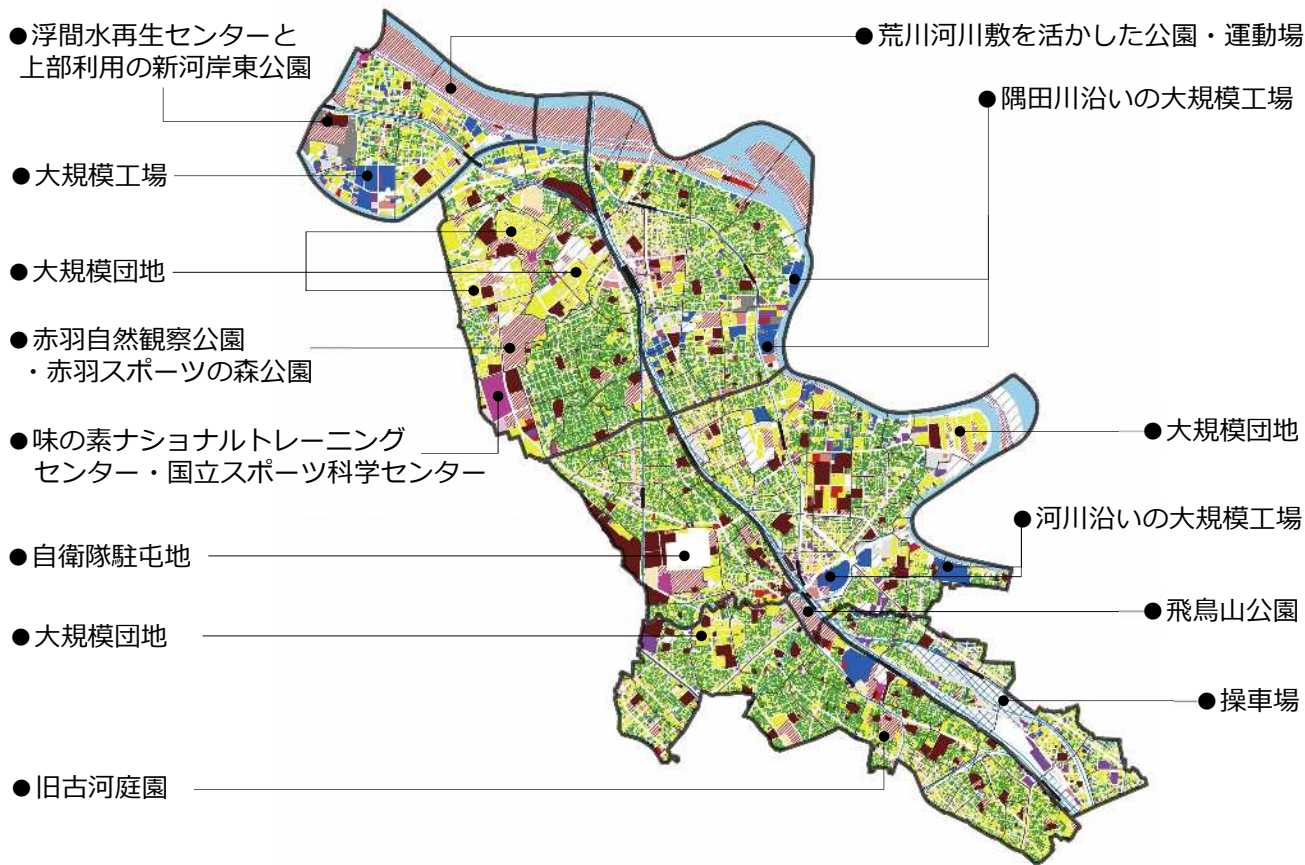 ●浮間水再生センターと
上部利用の新河岸東公園
●大規模工場
●大規模団地
●赤羽自然観察公園
・赤羽スポーツの森公園
●味の素ナショナルトレーニング
センター・国立スポーツ科学センター
●自衛隊駐屯地
●大規模団地
●旧古河庭園
●荒川河川敷を活かした公園・運動場
●隅田川沿いの大規模工場
●大規模団地
●河川沿いの大規模工場
●飛鳥山公園
●操車場